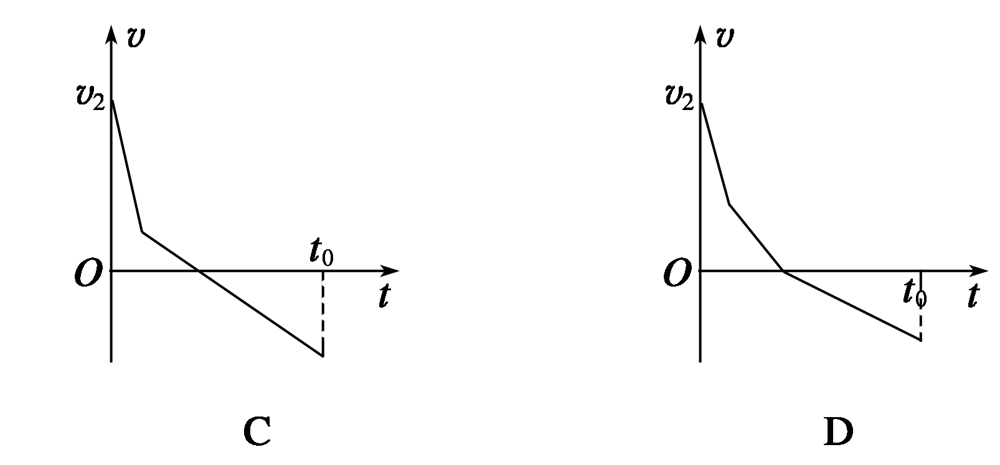 v v
v₂ v₂
t₀
O t O t₀ t
C D